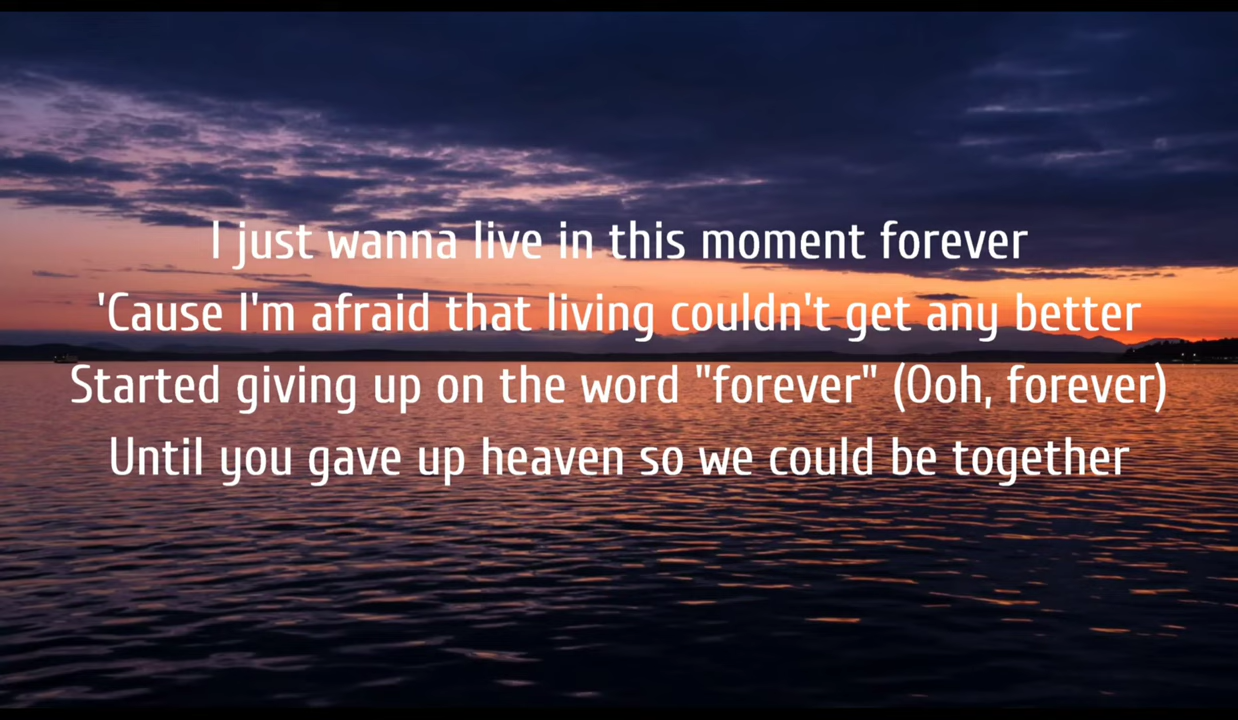 I just wanna live in this moment forever
'Cause I'm afraid that living couldn't get any better
Started giving up on the word "forever" (Ooh, forever)
Until you gave up heaven so we could be together